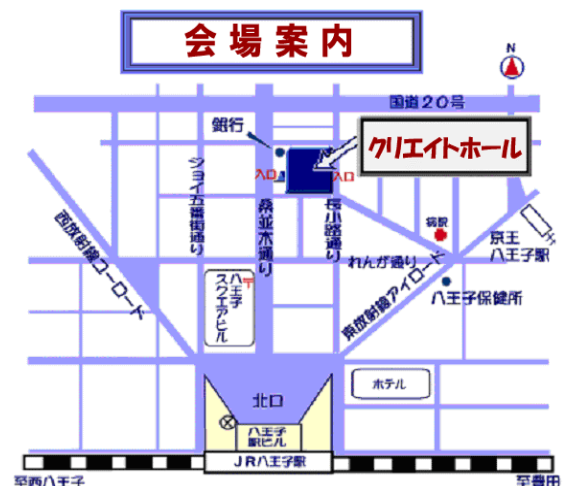 会場案内
N
国道20号
銀行
クリエイトホール
入口
入口
ジョイ五番街通り
桑並木通り
長小路通り
病院
京王
八王子駅
西放射線ユーロード
れんが通り
東放射線アイロード
八王子保健所
八王子
スクエアビル
ホテル
北口
八王子
駅ビル
JR八王子駅
至西八王子
至豊田